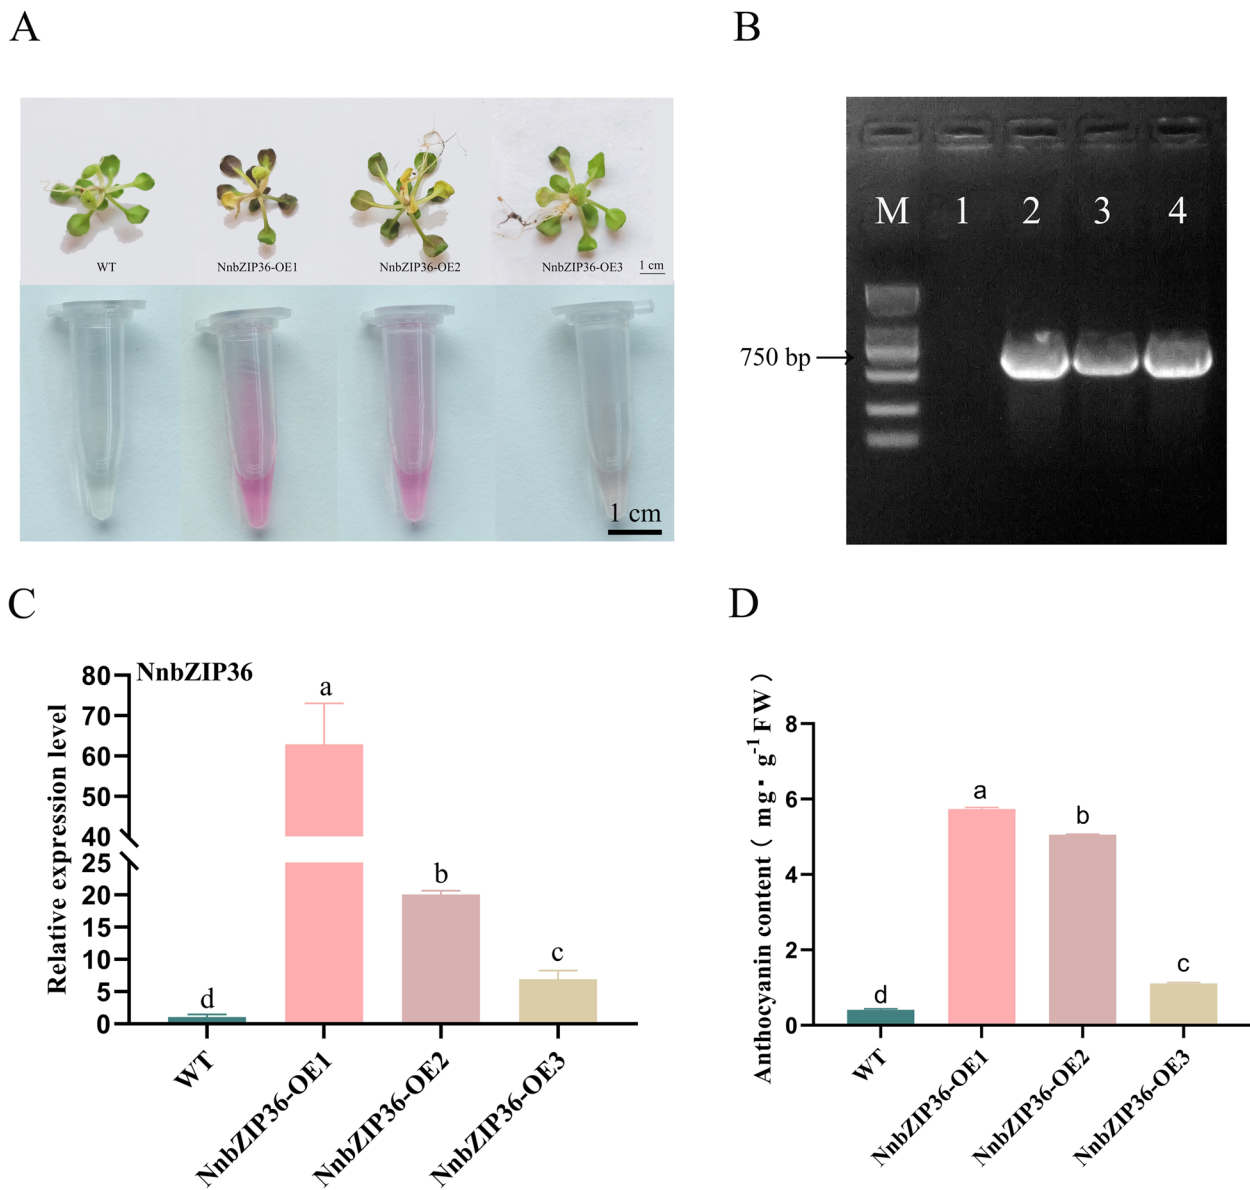 A
WT
NnbZIP36-OE1
NnbZIP36-OE2
NnbZIP36-OE3
1 cm
1 cm
B
M 1 2 3 4
750 bp →
C
NnbZIP36
Relative expression level
80
70
60
50
40
25
20
15
10
5
0
a
b
c
d
WT
NnbZIP36-OE1
NnbZIP36-OE2
NnbZIP36-OE3
D
Anthocyanin content ( mg· g⁻¹FW )
8
6
4
2
0
d
a
b
c
WT
NnbZIP36-OE1
NnbZIP36-OE2
NnbZIP36-OE3